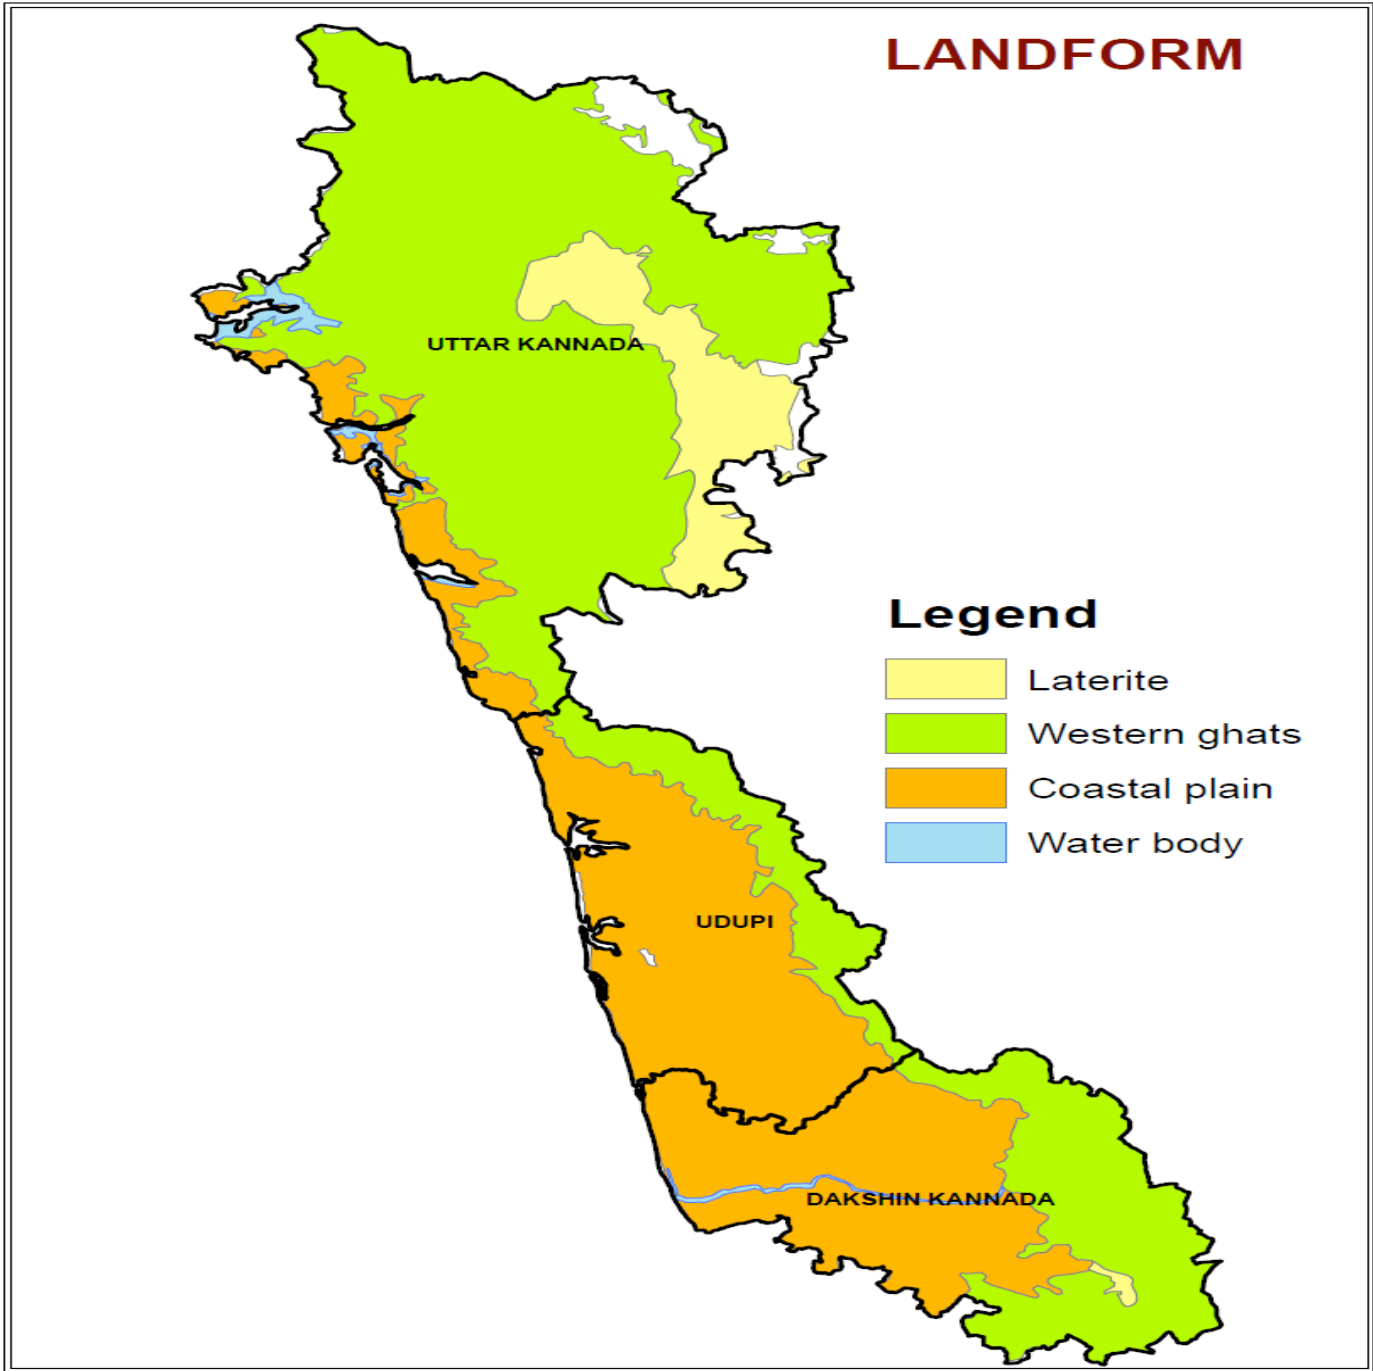 LANDFORM
UTTAR KANNADA
Legend
Laterite
Western ghats
Coastal plain
Water body
UDUPI
DAKSHIN KANNADA